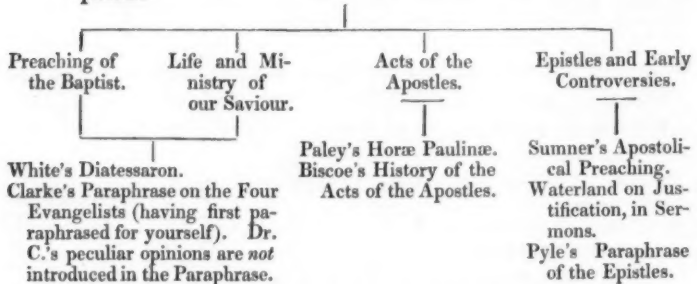 Preaching of
the Baptist.
Life and Mi-
nistry of
our Saviour.
Acts of the
Apostles.
Epistles and Early
Controversies.
White's Diatessaron.
Clarke's Paraphrase on the Four
Evangelists (having first pa-
raphrased for yourself). Dr.
C.'s peculiar opinions are not
introduced in the Paraphrase.
Paley's Horæ Paulinæ.
Biscoe's History of the
Acts of the Apostles.
Sumner's Apostoli-
cal Preaching.
Waterland on Jus-
tification, in Ser-
mons.
Pyle's Paraphrase
of the Epistles.